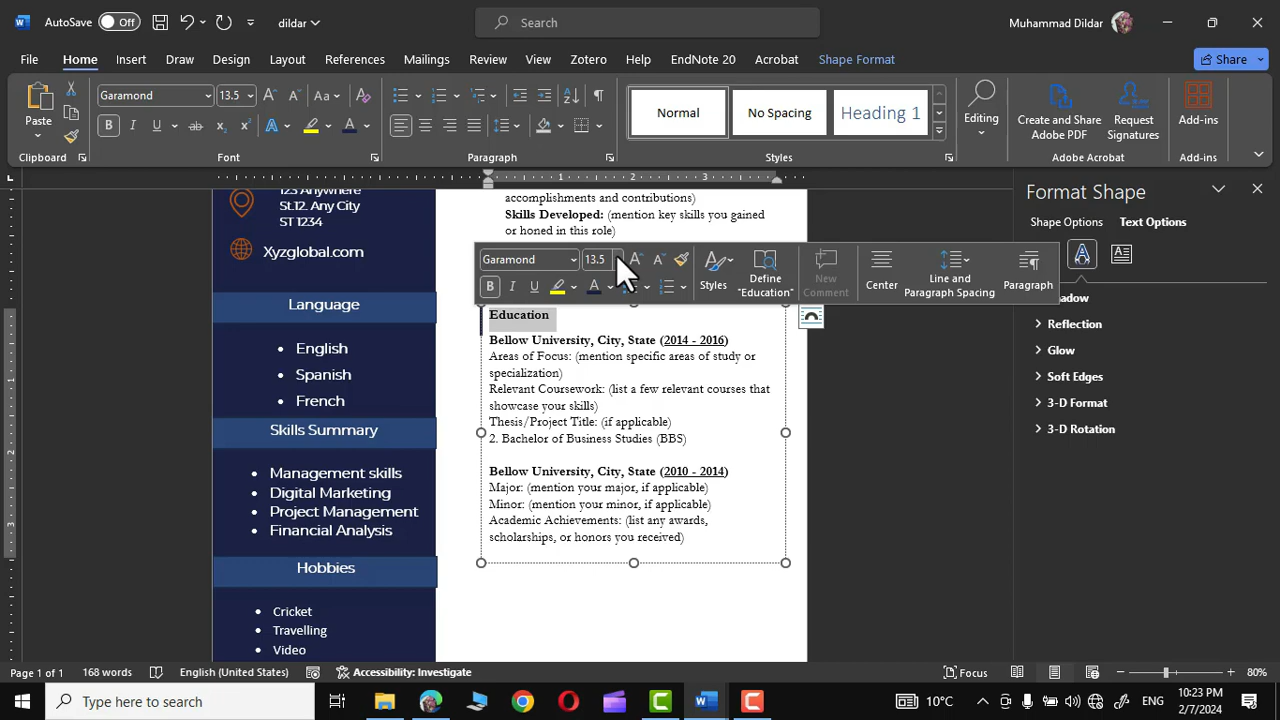 AutoSave Off
dildar
Search
Muhammad Dildar
File Home Insert Draw Design Layout References Mailings Review View Zotero Help EndNote 20 Acrobat Shape Format
Share
Paste
Garamond 13.5
Aa
B I U ab x₂ x² A A
Normal
No Spacing
Heading 1
Editing
Create and Share
Adobe PDF
Request
Signatures
Add-ins
Clipboard
Font
Paragraph
Styles
Adobe Acrobat
Add-ins
1 2 3
Format Shape
Shape Options Text Options
Shadow
Reflection
Glow
Soft Edges
3-D Format
3-D Rotation
123 Anywhere
St.12. Any City
ST 1234
Xyzglobal.com
Language
English
Spanish
French
Skills Summary
Management skills
Digital Marketing
Project Management
Financial Analysis
Hobbies
Cricket
Travelling
Video
accomplishments and contributions)
Skills Developed: (mention key skills you gained
or honed in this role)
Garamond 13.5
B I U A
Styles
Define
"Education"
New
Comment
Center
Line and
Paragraph Spacing
Paragraph
Education
Bellow University, City, State (2014 - 2016)
Areas of Focus: (mention specific areas of study or
specialization)
Relevant Coursework: (list a few relevant courses that
showcase your skills)
Thesis/Project Title: (if applicable)
2. Bachelor of Business Studies (BBS)
Bellow University, City, State (2010 - 2014)
Major: (mention your major, if applicable)
Minor: (mention your minor, if applicable)
Academic Achievements: (list any awards,
scholarships, or honors you received)
Page 1 of 1 168 words English (United States) Accessibility: Investigate
Focus
80%
Type here to search
10°C
ENG
10:23 PM
2/7/2024